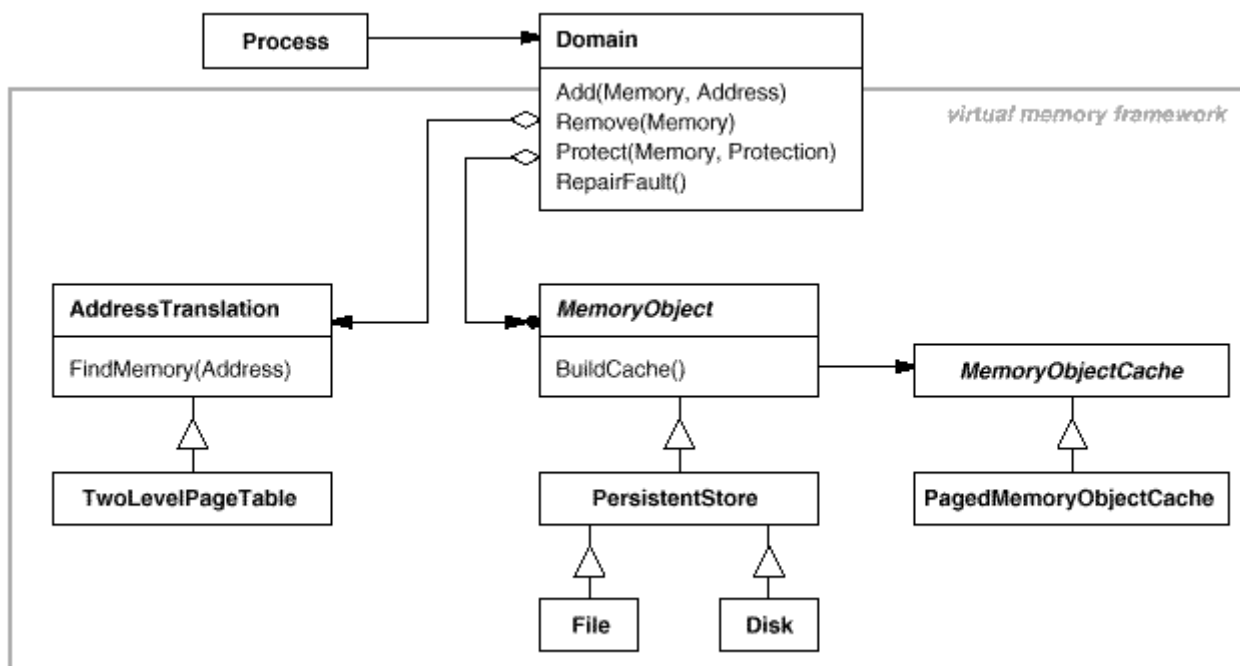 Process
Domain
Add(Memory, Address)
Remove(Memory)
Protect(Memory, Protection)
RepairFault()
virtual memory framework
AddressTranslation
FindMemory(Address)
MemoryObject
BuildCache()
MemoryObjectCache
TwoLevelPageTable
PersistentStore
PagedMemoryObjectCache
File
Disk